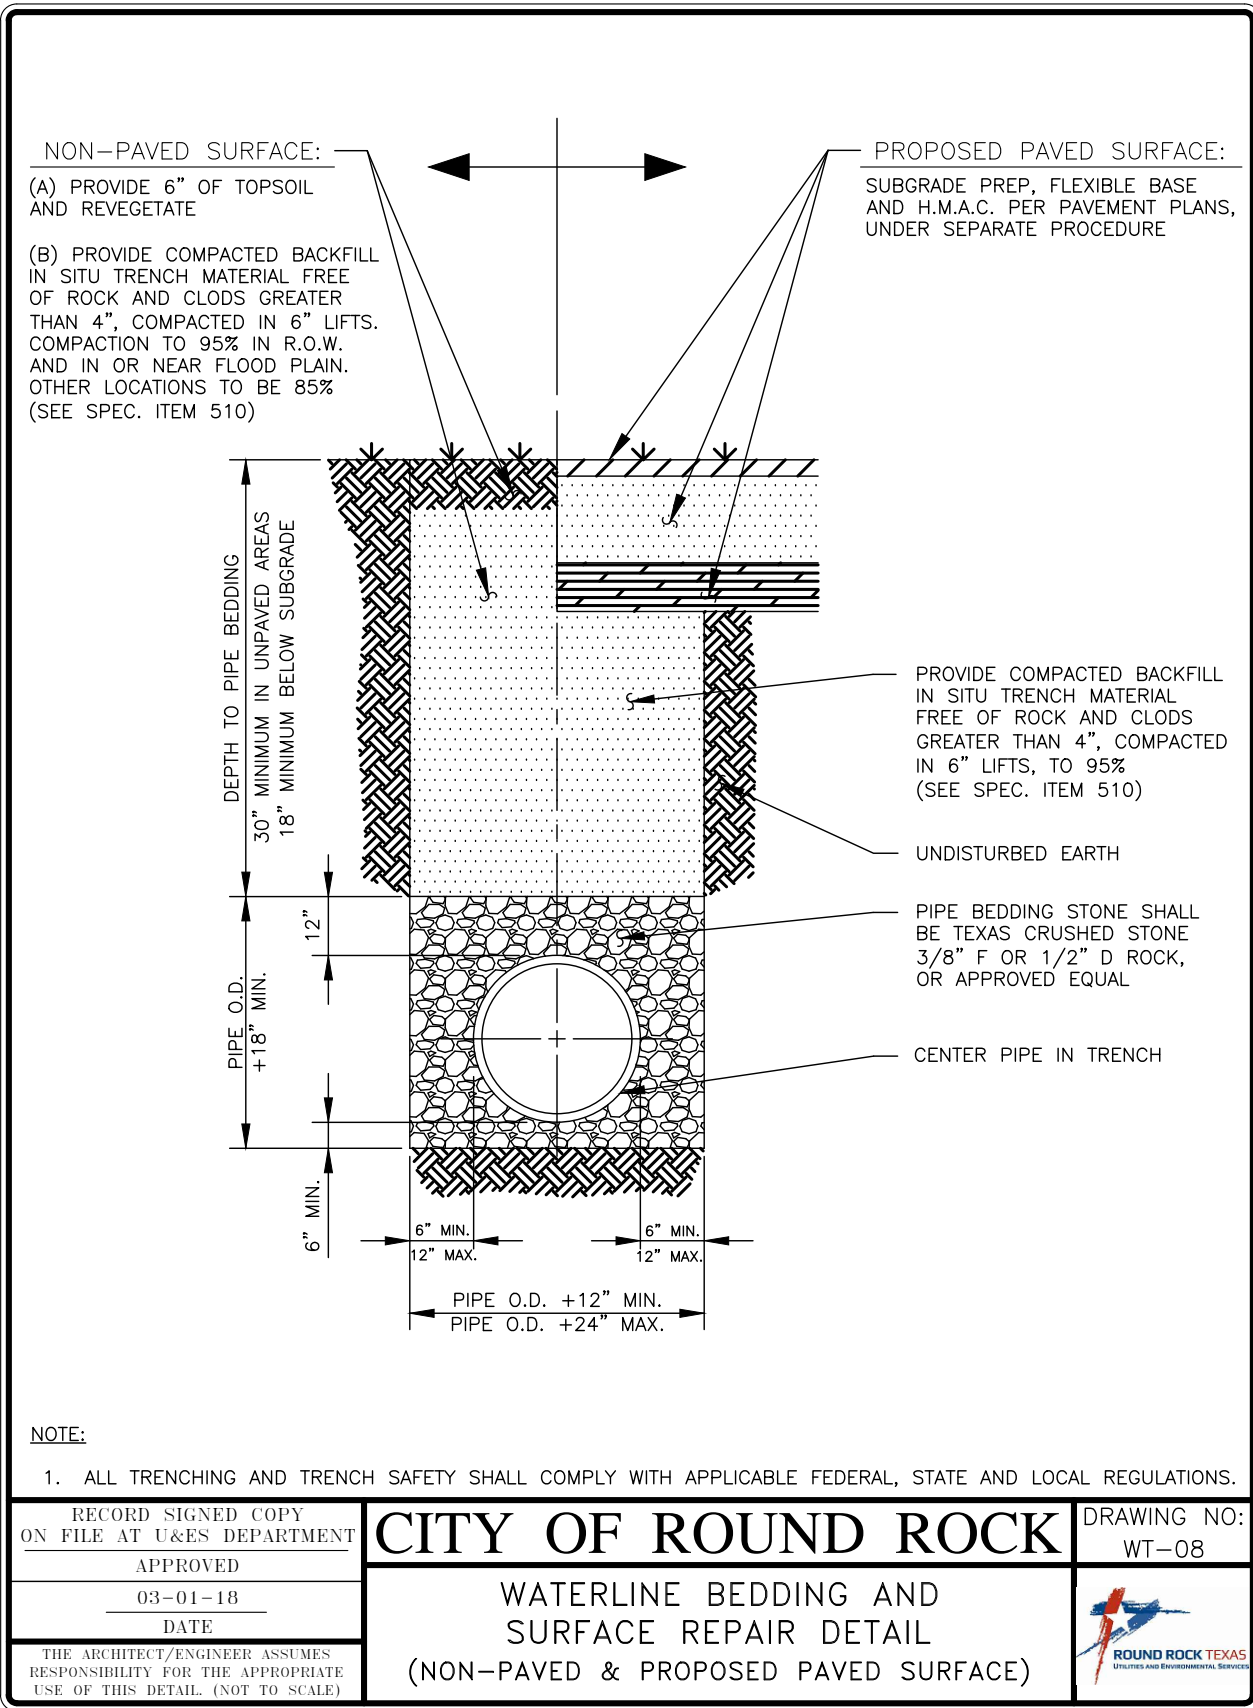 NON-PAVED SURFACE:
(A) PROVIDE 6" OF TOPSOIL
AND REVEGETATE
(B) PROVIDE COMPACTED BACKFILL
IN SITU TRENCH MATERIAL FREE
OF ROCK AND CLODS GREATER
THAN 4", COMPACTED IN 6" LIFTS.
COMPACTION TO 95% IN R.O.W.
AND IN OR NEAR FLOOD PLAIN.
OTHER LOCATIONS TO BE 85%
(SEE SPEC. ITEM 510)
PROPOSED PAVED SURFACE:
SUBGRADE PREP, FLEXIBLE BASE
AND H.M.A.C. PER PAVEMENT PLANS,
UNDER SEPARATE PROCEDURE
DEPTH TO PIPE BEDDING
30" MINIMUM IN UNPAVED AREAS
18" MINIMUM BELOW SUBGRADE
PROVIDE COMPACTED BACKFILL
IN SITU TRENCH MATERIAL
FREE OF ROCK AND CLODS
GREATER THAN 4", COMPACTED
IN 6" LIFTS, TO 95%
(SEE SPEC. ITEM 510)
UNDISTURBED EARTH
PIPE BEDDING STONE SHALL
BE TEXAS CRUSHED STONE
3/8" F OR 1/2" D ROCK,
OR APPROVED EQUAL
CENTER PIPE IN TRENCH
12"
PIPE O.D.
+18" MIN.
6" MIN.
6" MIN.
12" MAX.
6" MIN.
12" MAX.
PIPE O.D. +12" MIN.
PIPE O.D. +24" MAX.
NOTE:
1. ALL TRENCHING AND TRENCH SAFETY SHALL COMPLY WITH APPLICABLE FEDERAL, STATE AND LOCAL REGULATIONS.
RECORD SIGNED COPY
ON FILE AT U&ES DEPARTMENT
APPROVED
03-01-18
DATE
THE ARCHITECT/ENGINEER ASSUMES
RESPONSIBILITY FOR THE APPROPRIATE
USE OF THIS DETAIL. (NOT TO SCALE)
CITY OF ROUND ROCK
WATERLINE BEDDING AND
SURFACE REPAIR DETAIL
(NON-PAVED & PROPOSED PAVED SURFACE)
DRAWING NO:
WT-08
ROUND ROCK TEXAS
UTILITIES AND ENVIRONMENTAL SERVICES